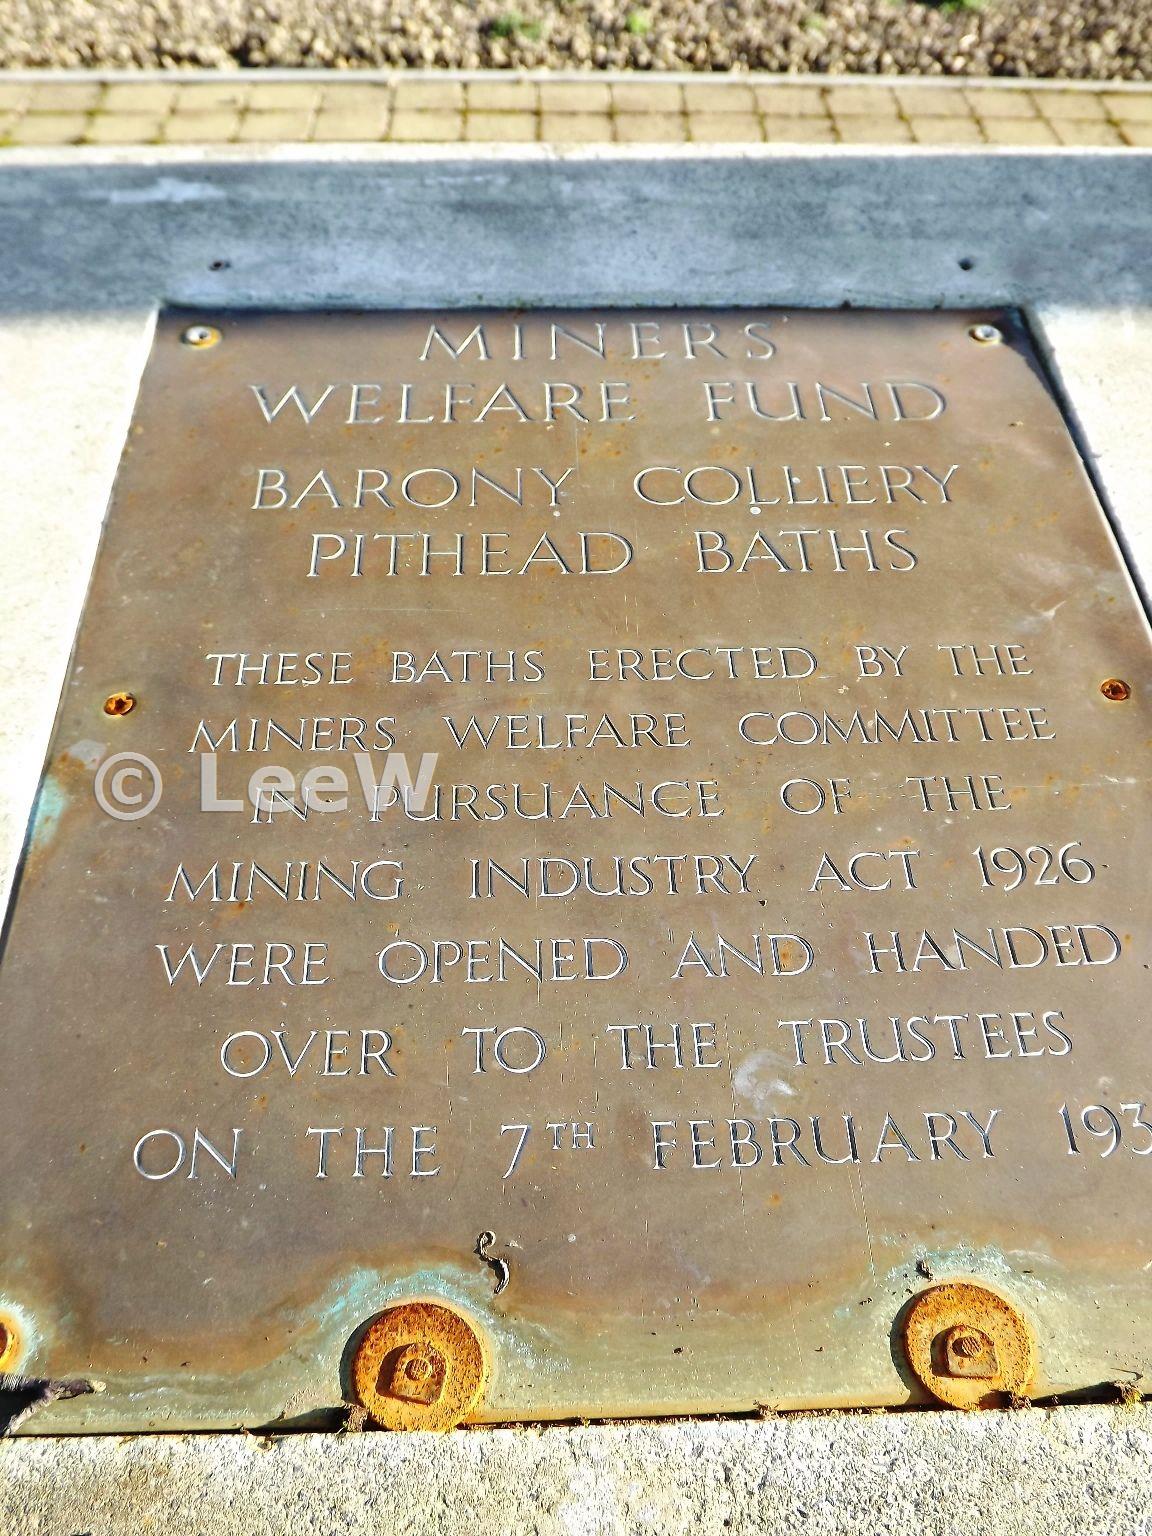 MINERS
WELFARE FUND
BARONY COLLIERY
PITHEAD BATHS
THESE BATHS ERECTED BY THE
MINERS WELFARE COMMITTEE
© LeeW
IN PURSUANCE OF THE
MINING INDUSTRY ACT 1926
WERE OPENED AND HANDED
OVER TO THE TRUSTEES
ON THE 7TH FEBRUARY